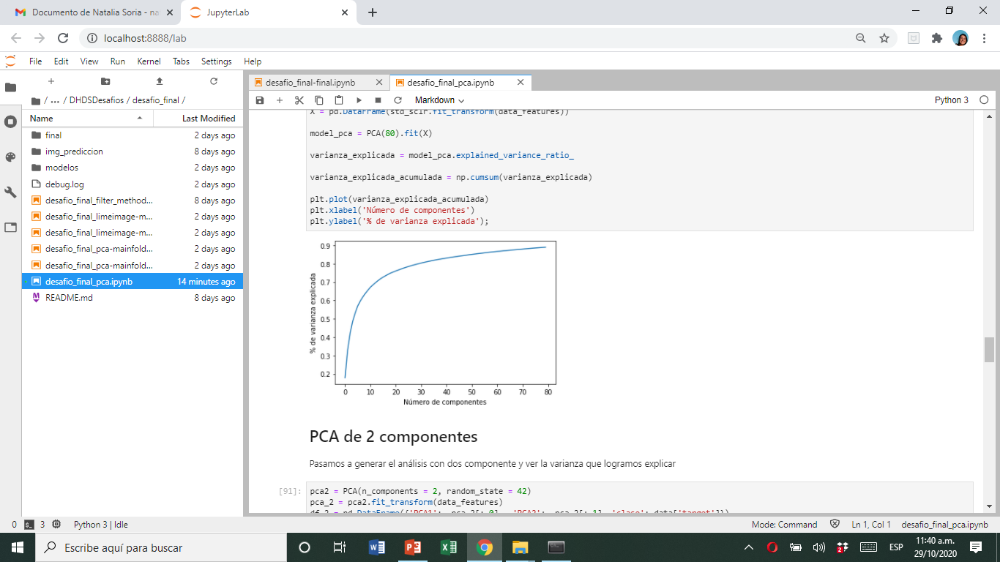 Documento de Natalia Soria - na
JupyterLab
localhost:8888/lab
File Edit View Run Kernel Tabs Settings Help
/ ... / DHDSDesafios / desafio_final /
Name Last Modified
final 2 days ago
img_prediccion 8 days ago
modelos 2 days ago
debug.log 2 days ago
desafio_final_filter_method... 8 days ago
desafio_final_limeimage-m... 2 days ago
desafio_final_limeimage-m... 2 days ago
desafio_final_pca-mainfold... 2 days ago
desafio_final_pca-mainfold... 2 days ago
desafio_final_pca.ipynb 14 minutes ago
README.md 8 days ago
desafio_final-final.ipynb
desafio_final_pca.ipynb
Markdown
Python 3
X = pd.DataFrame(std_sclr.fit_transform(data_features))
model_pca = PCA(80).fit(X)
varianza_explicada = model_pca.explained_variance_ratio_
varianza_explicada_acumulada = np.cumsum(varianza_explicada)
plt.plot(varianza_explicada_acumulada)
plt.xlabel('Número de componentes')
plt.ylabel('% de varianza explicada');
% de varianza explicada
0.9
0.8
0.7
0.6
0.5
0.4
0.3
0.2
0 10 20 30 40 50 60 70 80
Número de componentes
PCA de 2 componentes
Pasamos a generar el análisis con dos componente y ver la varianza que logramos explicar
[91]:
pca2 = PCA(n_components = 2, random_state = 42)
pca_2 = pca2.fit_transform(data_features)
df_2 = pd.DataFrame({'PCA1': pca_2[:,0], 'PCA2': pca_2[:,1], 'clase': data['target']})
0 3 Python 3 | Idle
Mode: Command Ln 1, Col 1 desafio_final_pca.ipynb
Escribe aquí para buscar
2
ESP
11:40 a.m.
29/10/2020